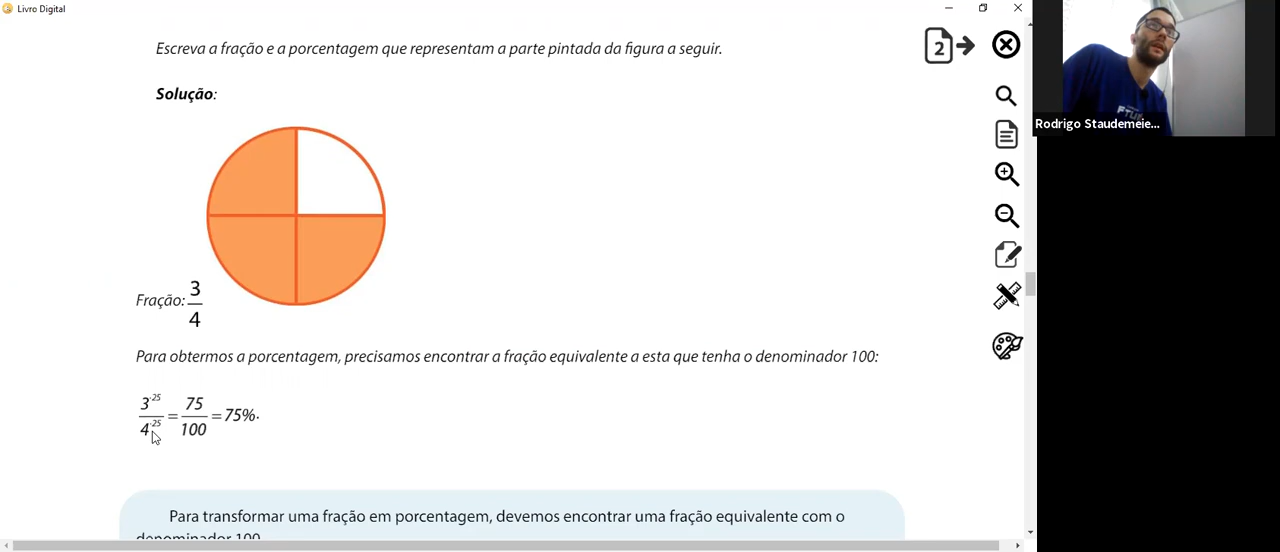 Livro Digital
Escreva a fração e a porcentagem que representam a parte pintada da figura a seguir.
2
Solução:
Rodrigo Staudemeie...
Fração: 3/4
Para obtermos a porcentagem, precisamos encontrar a fração equivalente a esta que tenha o denominador 100:
3^·25/4^·25 = 75/100 = 75%.
Para transformar uma fração em porcentagem, devemos encontrar uma fração equivalente com o
denominador 100